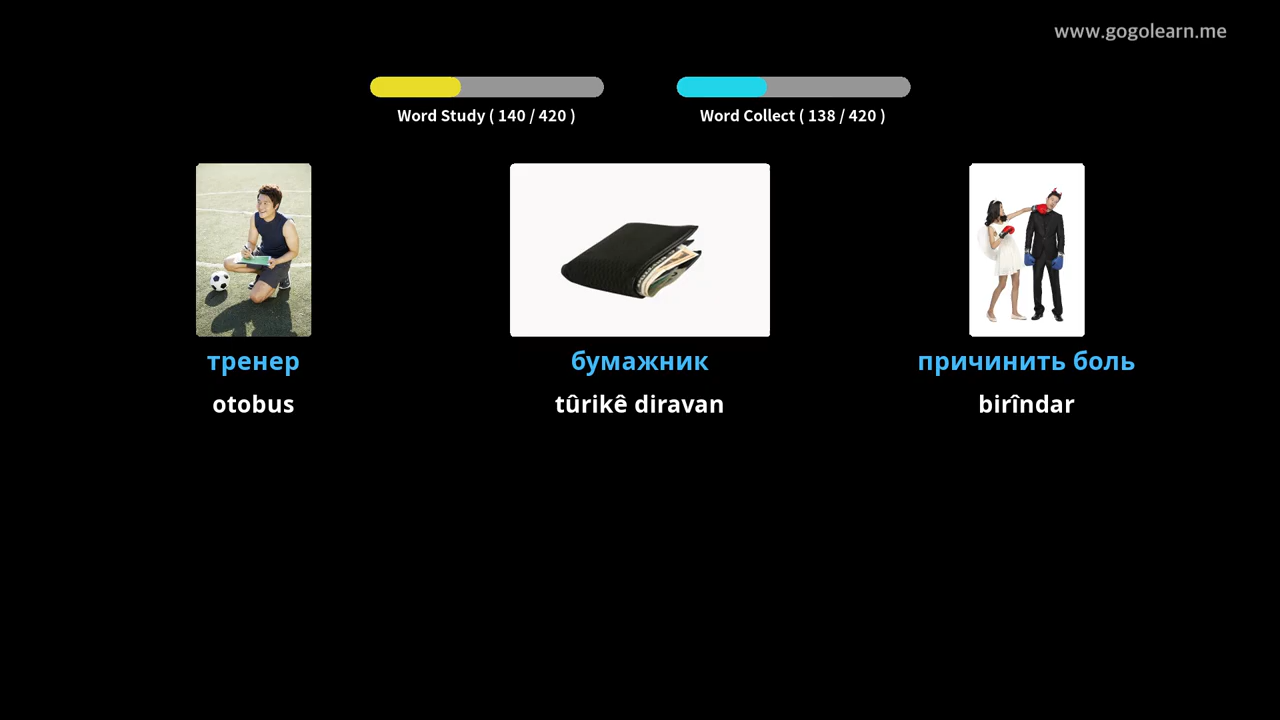 www.gogolearn.me
Word Study ( 140 / 420 )
Word Collect ( 138 / 420 )
тренер
бумажник
причинить боль
otobus
tûrikê diravan
birîndar